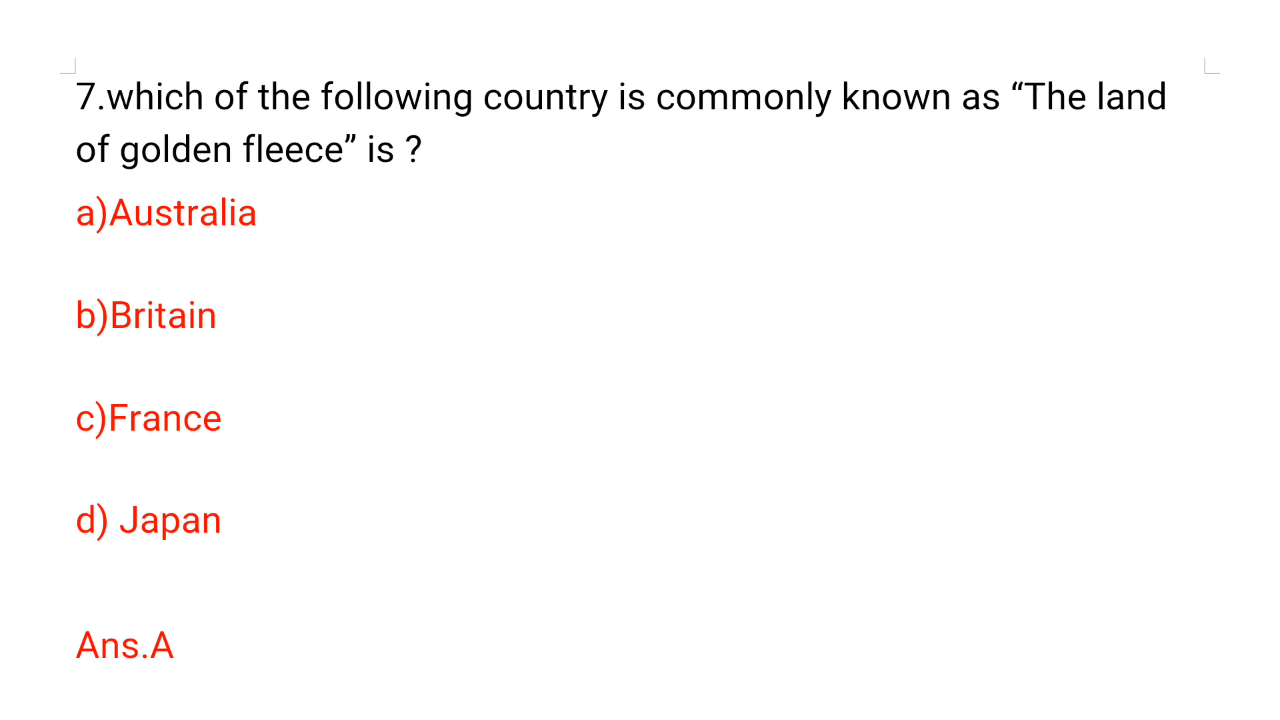 7.which of the following country is commonly known as “The land
of golden fleece” is ?
a)Australia
b)Britain
c)France
d) Japan
Ans.A